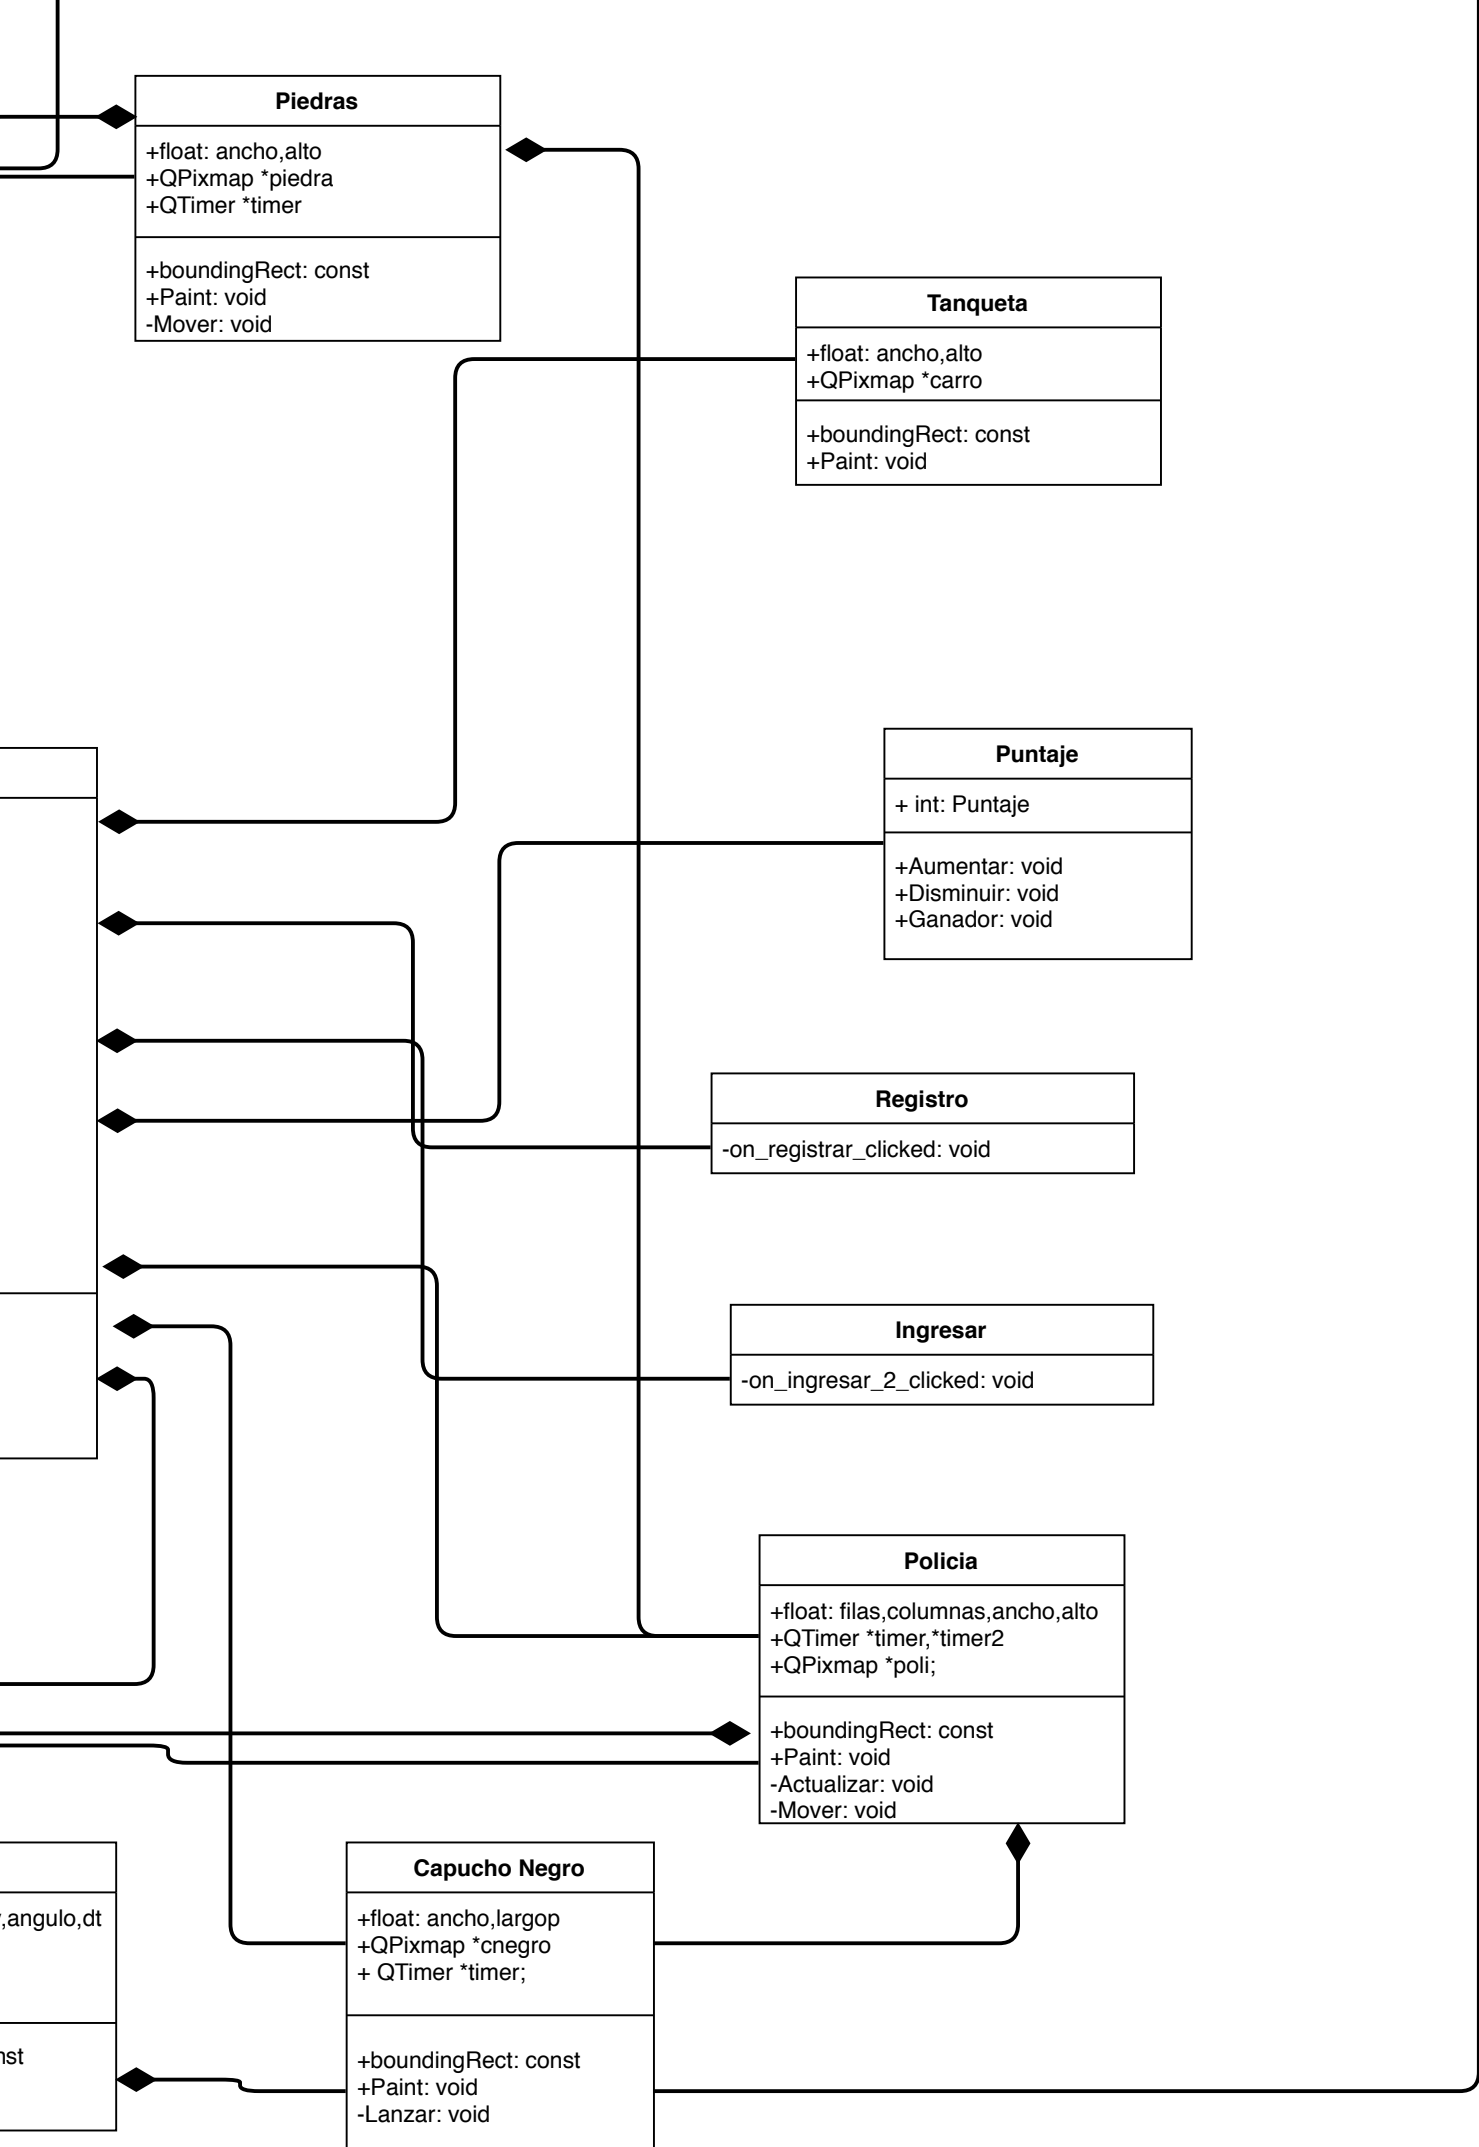 Piedras
+float: ancho,alto
+QPixmap *piedra
+QTimer *timer
+boundingRect: const
+Paint: void
-Mover: void
Tanqueta
+float: ancho,alto
+QPixmap *carro
+boundingRect: const
+Paint: void
Puntaje
+ int: Puntaje
+Aumentar: void
+Disminuir: void
+Ganador: void
Registro
-on_registrar_clicked: void
Ingresar
-on_ingresar_2_clicked: void
Policia
+float: filas,columnas,ancho,alto
+QTimer *timer,*timer2
+QPixmap *poli;
+boundingRect: const
+Paint: void
-Actualizar: void
-Mover: void
,angulo,dt
Capucho Negro
+float: ancho,largop
+QPixmap *cnegro
+ QTimer *timer;
+boundingRect: const
+Paint: void
-Lanzar: void